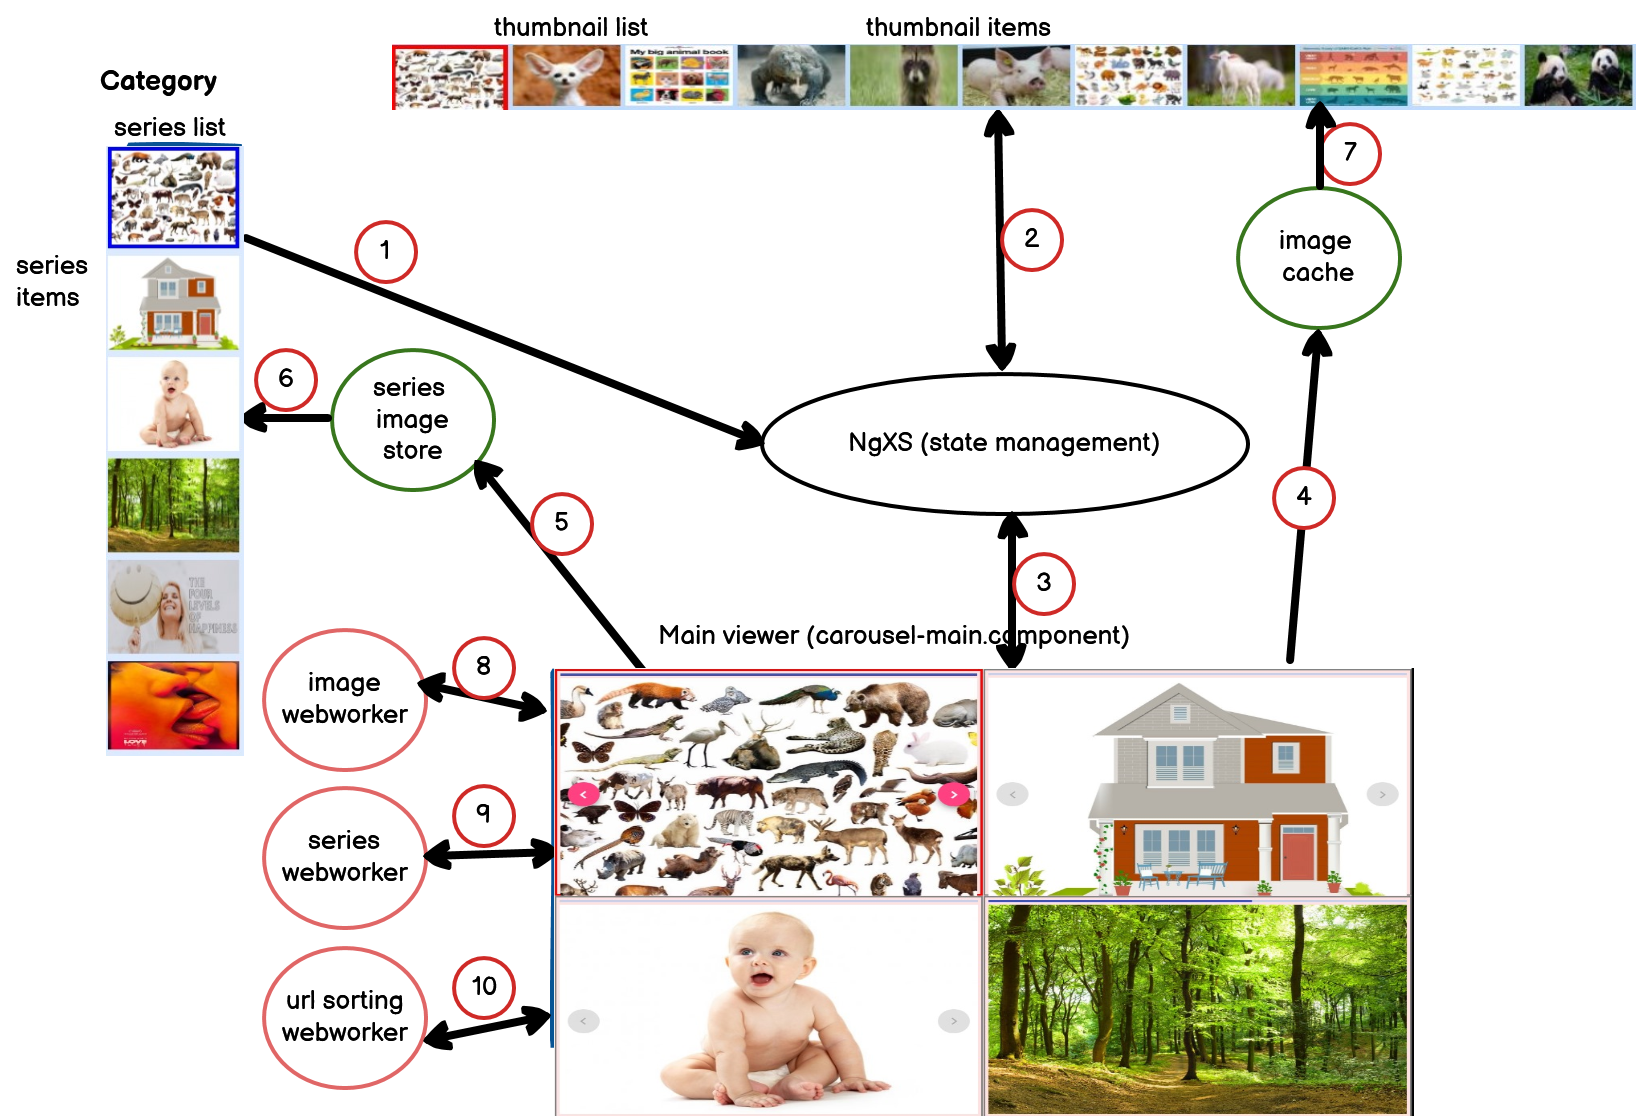 thumbnail list
thumbnail items
My big animal book
Category
series list
series
items
1
2
7
image
cache
6
series
image
store
NgXS (state management)
5
4
3
Main viewer (carousel-main.component)
THE
FOUR
LEVELS
OF
HAPPINESS
LOVE
image
webworker
8
series
webworker
9
url sorting
webworker
10
< >
< >
< >